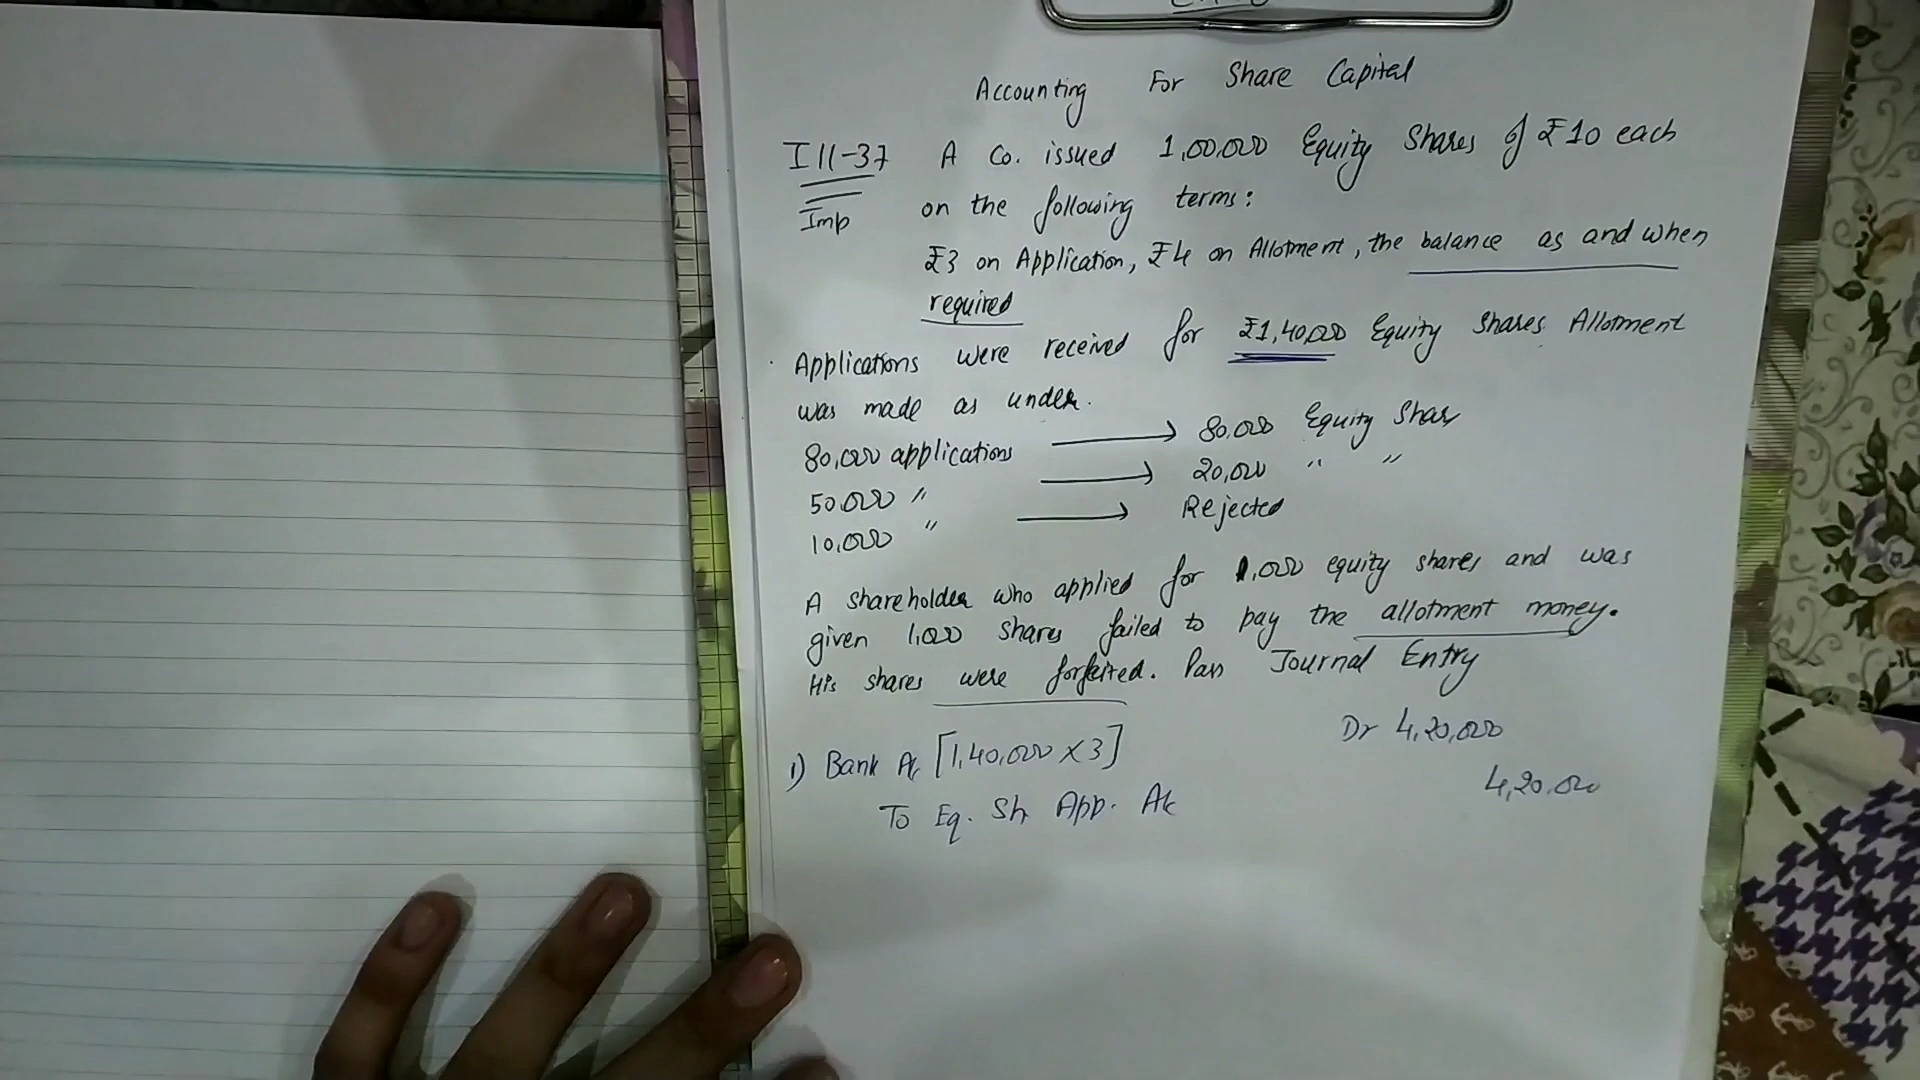 Accounting For Share Capital
Ill-37 A Co. issued 1,00,000 Equity Shares of ₹10 each
Imp on the following terms:
₹3 on Application, ₹4 on Allotment, the balance as and when
required
Applications were received for ₹1,40,000 Equity Shares. Allotment
was made as under.
80,000 applications → 80,000 Equity Shar
50,000 " → 20,000 " "
10,000 " → Rejected
A shareholder who applied for 1,000 equity shares and was
given 1,000 shares failed to pay the allotment money.
His shares were forfeited. Pass Journal Entry
1) Bank A/c [1,40,000 × 3] Dr 4,20,000
To Eq. Sh App. A/c 4,20,000